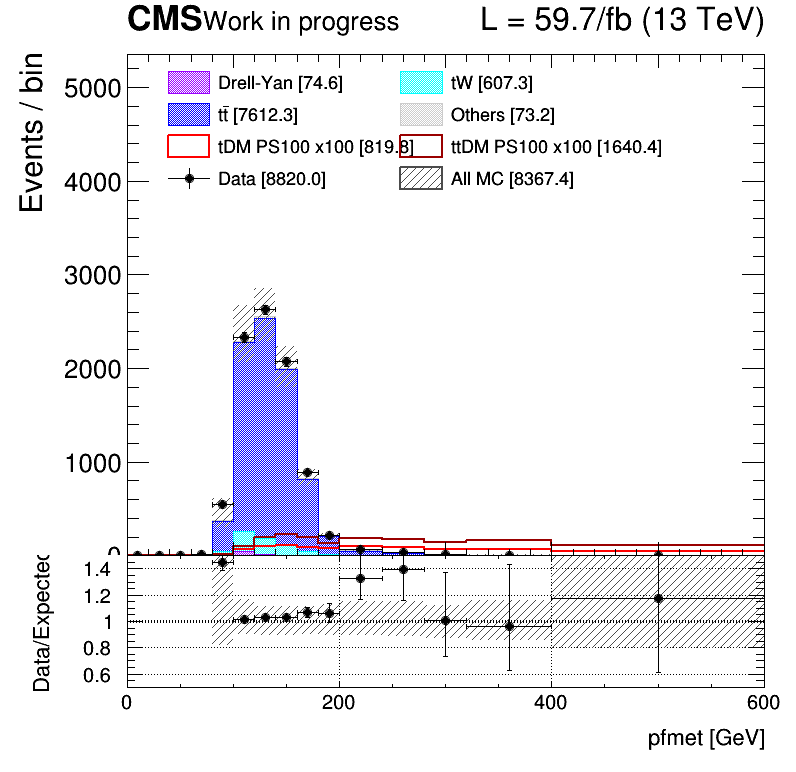 CMS Work in progress L = 59.7/fb (13 TeV)
Events / bin
5000
4000
3000
2000
1000
0
Drell-Yan [74.6]
tW [607.3]
tt̄ [7612.3]
Others [73.2]
tDM PS100 x100 [819.8]
ttDM PS100 x100 [1640.4]
Data [8820.0]
All MC [8367.4]
Data/Expected
1.4
1.2
1
0.8
0.6
0 200 400 600
pfmet [GeV]